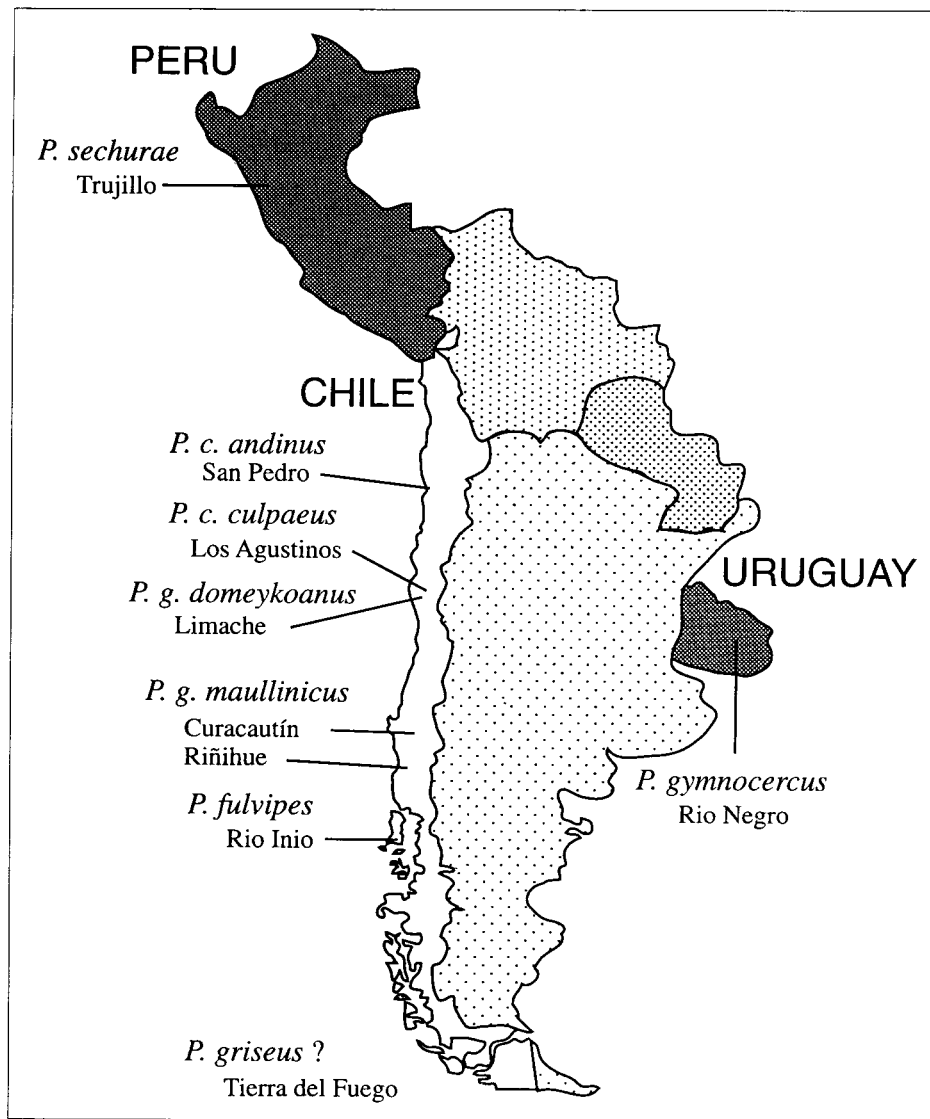 PERU
P. sechurae
Trujillo
CHILE
P. c. andinus
San Pedro
P. c. culpaeus
Los Agustinos
P. g. domeykoanus
Limache
P. g. maullinicus
Curacautín
Riñihue
P. fulvipes
Rio Inio
P. griseus ?
Tierra del Fuego
URUGUAY
P. gymnocercus
Rio Negro